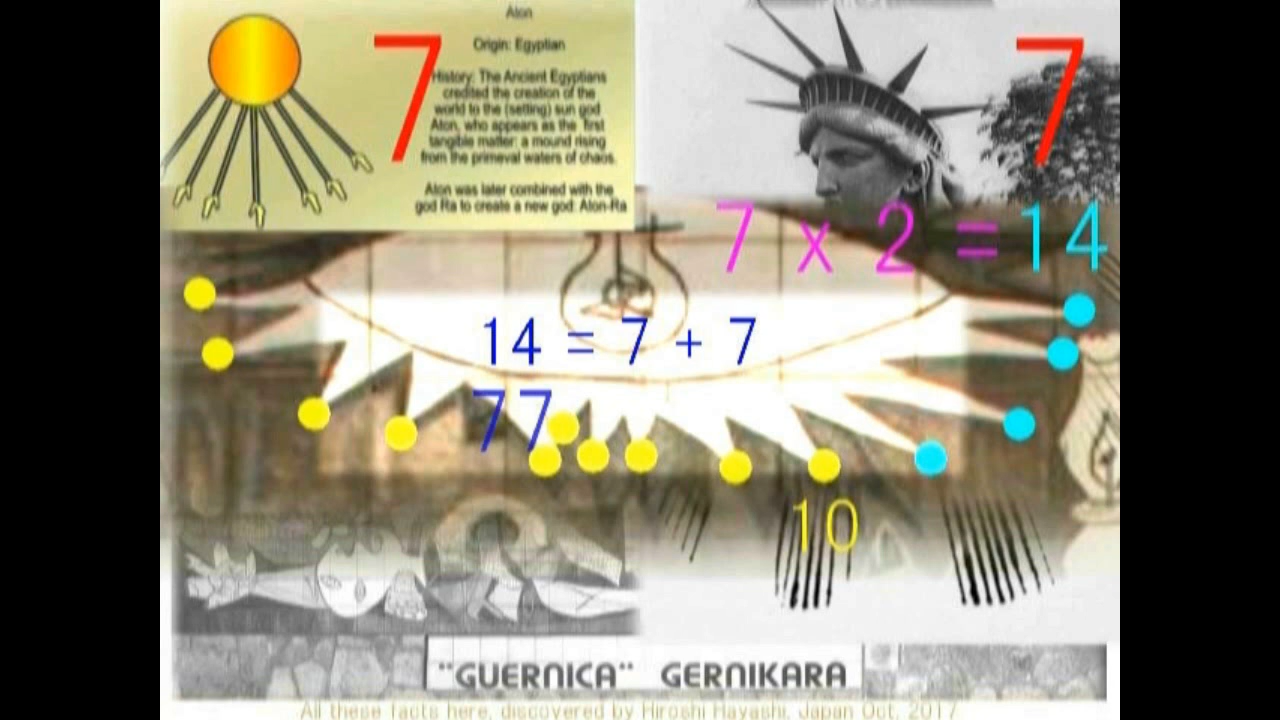 Aton
Origin: Egyptian
7
History: The Ancient Egyptians
credited the creation of the
world to the (setting) sun god
Aton, who appears as the first
tangible matter: a mound rising
from the primeval waters of chaos.
Aton was later combined with the
god Ra to create a new god: Aton-Ra
7
7 x 2 = 14
14 = 7 + 7
77
10
"GUERNICA" GERNIKARA
All these facts here, discovered by Hiroshi Hayashi, Japan Oct. 2017